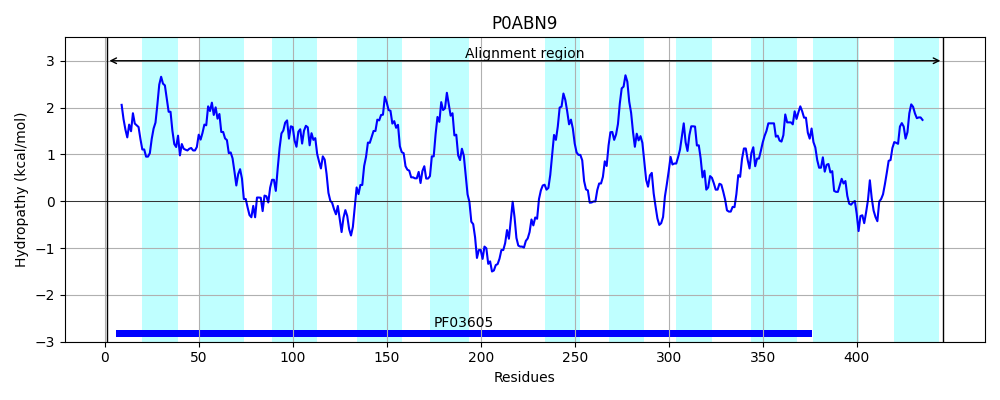 P0ABN9
Alignment region
3
2
1
0
−1
−2
−3
Hydropathy (kcal/mol)
PF03605
0 50 100 150 200 250 300 350 400
Residues